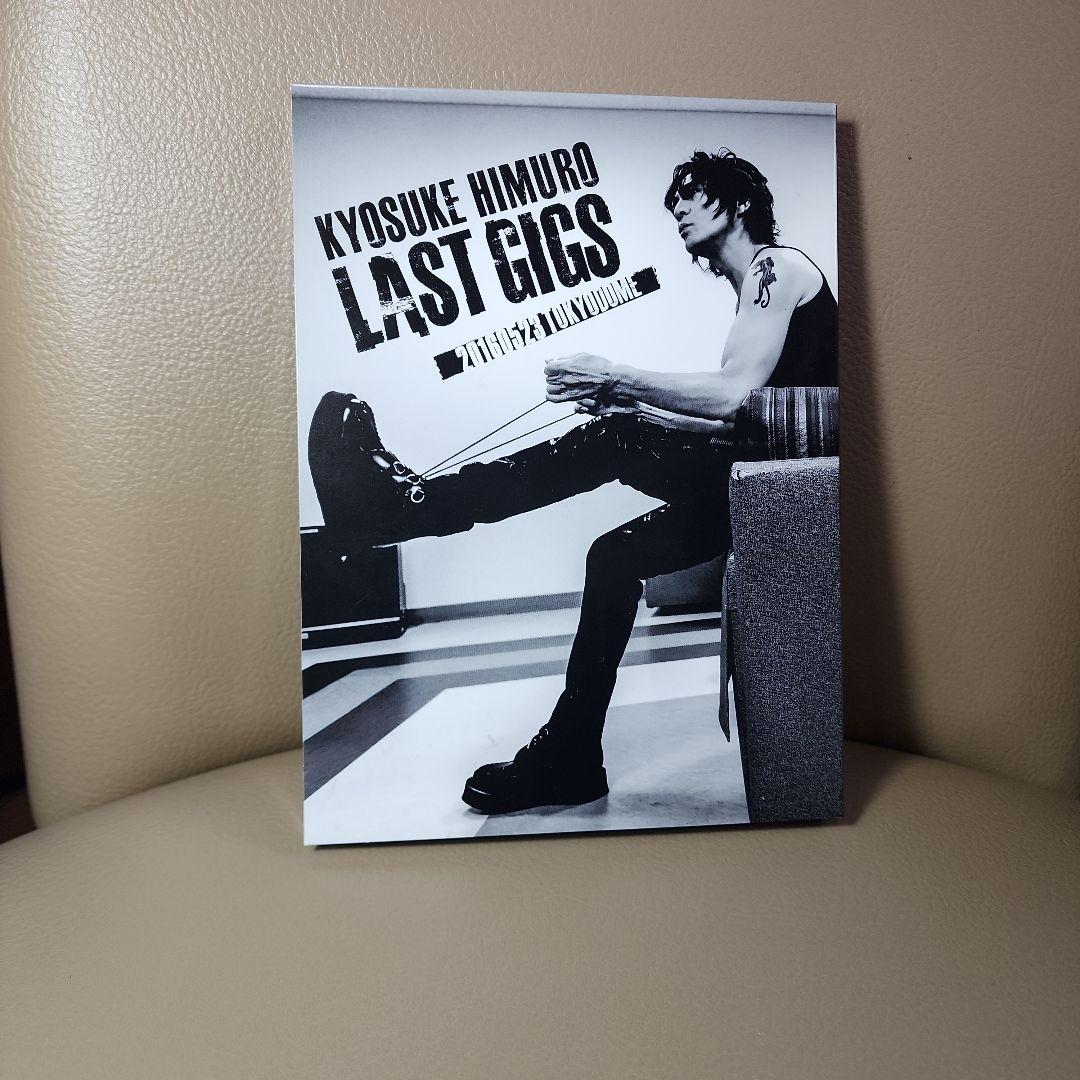 KYOSUKE HIMURO
LAST GIGS
20160523 TOKYODOME